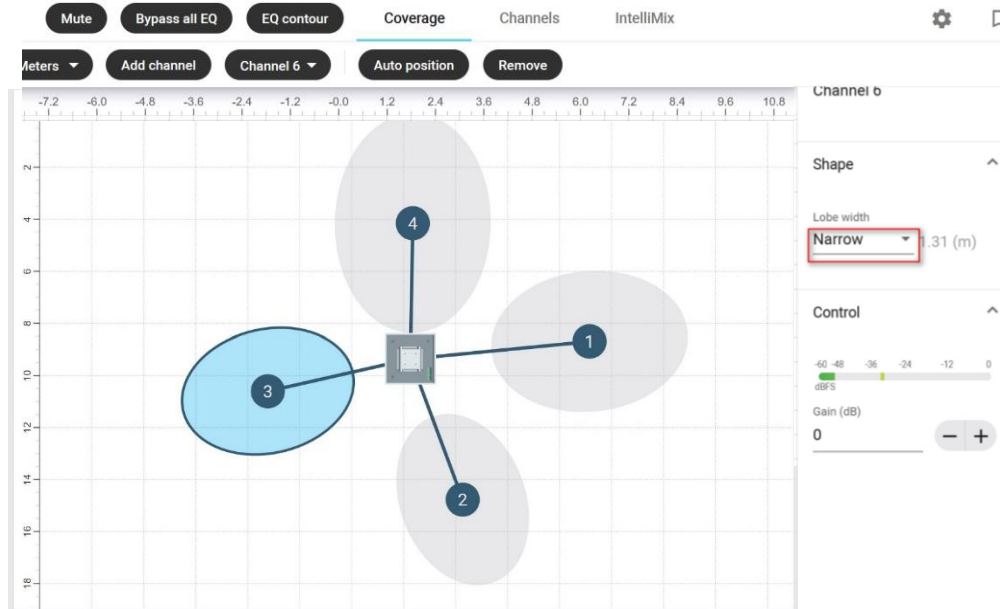 Mute Bypass all EQ EQ contour Coverage Channels IntelliMix
Meters Add channel Channel 6 Auto position Remove
-7.2 -6.0 -4.8 -3.6 -2.4 -1.2 -0.0 1.2 2.4 3.6 4.8 6.0 7.2 8.4 9.6 10.8
Channel 6
2
Shape
4
4
Lobe width
Narrow 1.31 (m)
6
Control
8
1
-60 -48 -36 -24 -12 0
dBFS
10
3
Gain (dB)
0 − +
12
14
2
16
18